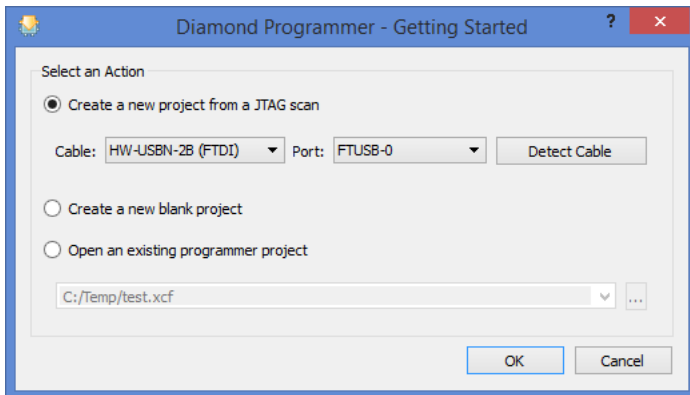 Diamond Programmer - Getting Started ?
Select an Action
Create a new project from a JTAG scan
Cable: HW-USBN-2B (FTDI) Port: FTUSB-0 Detect Cable
Create a new blank project
Open an existing programmer project
C:/Temp/test.xcf ...
OK Cancel